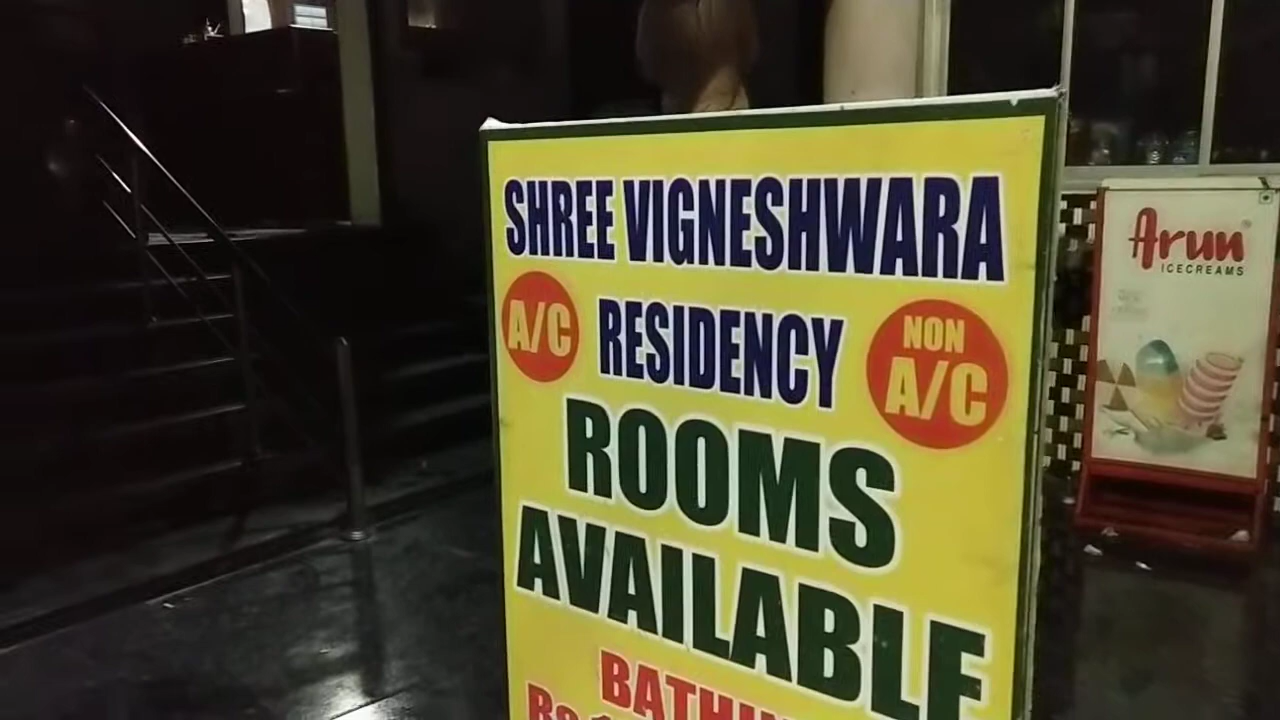 SHREE VIGNESHWARA
A/C
RESIDENCY
NON
A/C
ROOMS
AVAILABLE
Arun
ICECREAMS